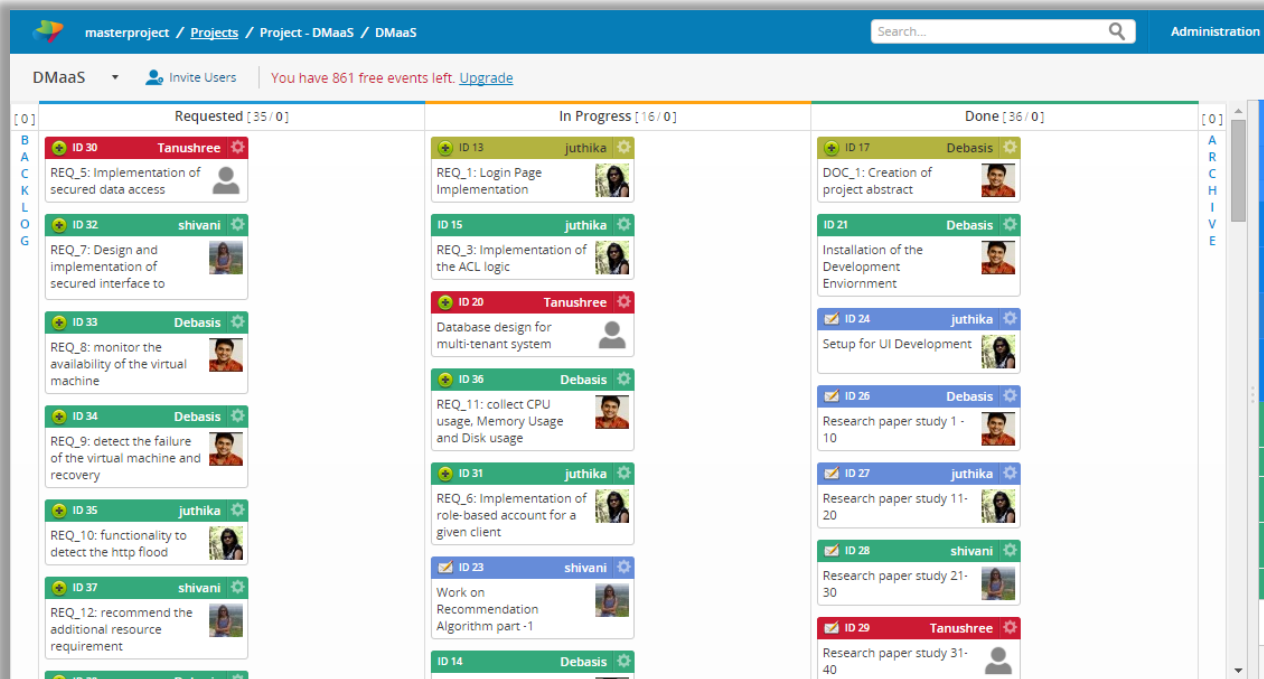 masterproject / Projects / Project - DMaaS / DMaaS
Search...
Administration
DMaaS
Invite Users
You have 861 free events left. Upgrade
[0]
BACKLOG
Requested [35/0]
ID 30 Tanushree
REQ_5: Implementation of
secured data access
ID 32 shivani
REQ_7: Design and
implementation of
secured interface to
ID 33 Debasis
REQ_8: monitor the
availability of the virtual
machine
ID 34 Debasis
REQ_9: detect the failure
of the virtual machine and
recovery
ID 35 juthika
REQ_10: functionality to
detect the http flood
ID 37 shivani
REQ_12: recommend the
additional resource
requirement
In Progress [16/0]
ID 13 juthika
REQ_1: Login Page
Implementation
ID 15 juthika
REQ_3: Implementation of
the ACL logic
ID 20 Tanushree
Database design for
multi-tenant system
ID 36 Debasis
REQ_11: collect CPU
usage, Memory Usage
and Disk usage
ID 31 juthika
REQ_6: Implementation of
role-based account for a
given client
ID 23 shivani
Work on
Recommendation
Algorithm part -1
ID 14 Debasis
Done [36/0]
ID 17 Debasis
DOC_1: Creation of
project abstract
ID 21 Debasis
Installation of the
Development
Enviornment
ID 24 juthika
Setup for UI Development
ID 26 Debasis
Research paper study 1 -
10
ID 27 juthika
Research paper study 11-
20
ID 28 shivani
Research paper study 21-
30
ID 29 Tanushree
Research paper study 31-
40
[0]
ARCHIVE